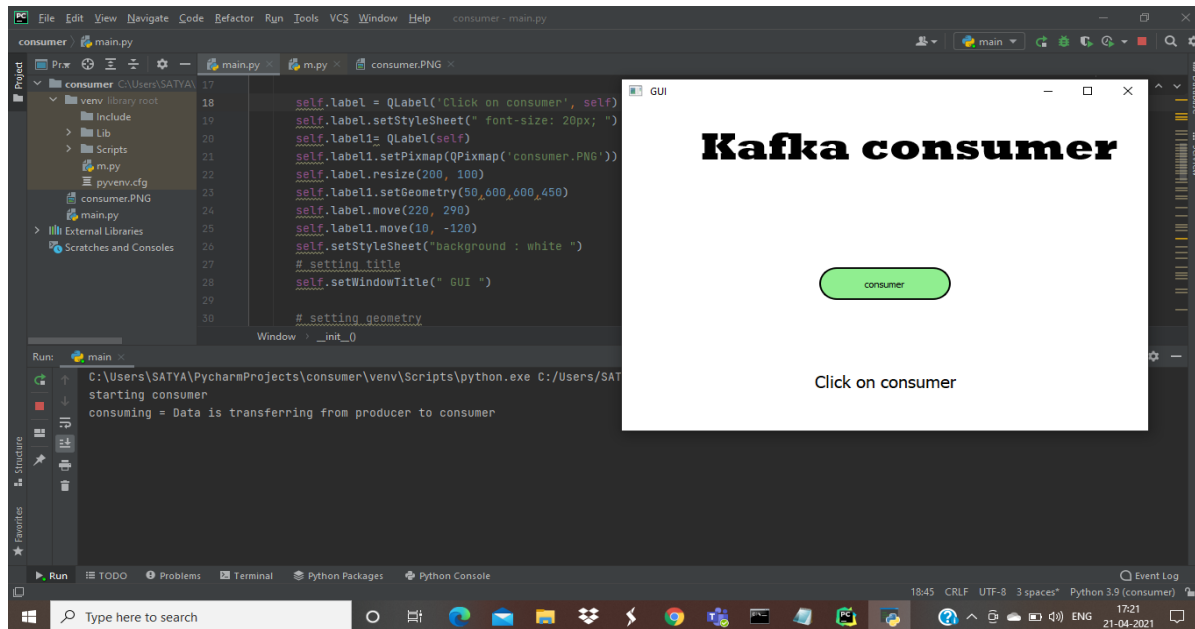 PC File Edit View Navigate Code Refactor Run Tools VCS Window Help consumer - main.py
consumer main.py main
Project Pr... main.py m.py consumer.PNG
consumer C:\Users\SATYA\
venv library root
Include
Lib
Scripts
m.py
pyvenv.cfg
consumer.PNG
main.py
External Libraries
Scratches and Consoles
17
18 self.label = QLabel('Click on consumer', self)
19 self.label.setStyleSheet(" font-size: 20px; ")
20 self.label1= QLabel(self)
21 self.label1.setPixmap(QPixmap('consumer.PNG'))
22 self.label.resize(200, 100)
23 self.label1.setGeometry(50,600,600,450)
24 self.label.move(220, 290)
25 self.label1.move(10, -120)
26 self.setStyleSheet("background : white ")
27 # setting title
28 self.setWindowTitle(" GUI ")
29
30 # setting geometry
Window › __init__()
GUI
Kafka consumer
consumer
Click on consumer
Run: main
C:\Users\SATYA\PycharmProjects\consumer\venv\Scripts\python.exe C:/Users/SAT
starting consumer
consuming = Data is transferring from producer to consumer
Structure
Favorites
Run TODO Problems Terminal Python Packages Python Console Event Log
18:45 CRLF UTF-8 3 spaces* Python 3.9 (consumer)
Type here to search
ENG
17:21
21-04-2021